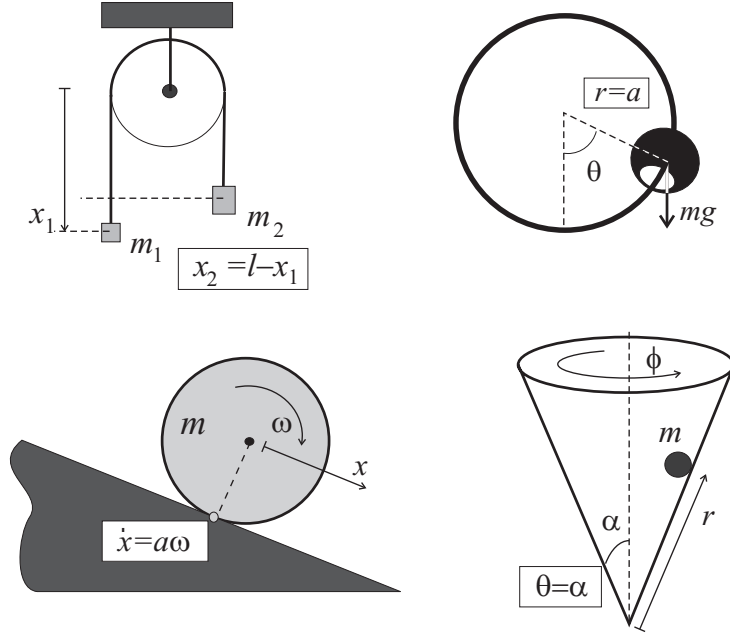 x₁
m₁
m₂
x₂ = l–x₁
r=a
θ
mg
m
ω
x
ẋ=aω
ϕ
m
r
α
θ=α